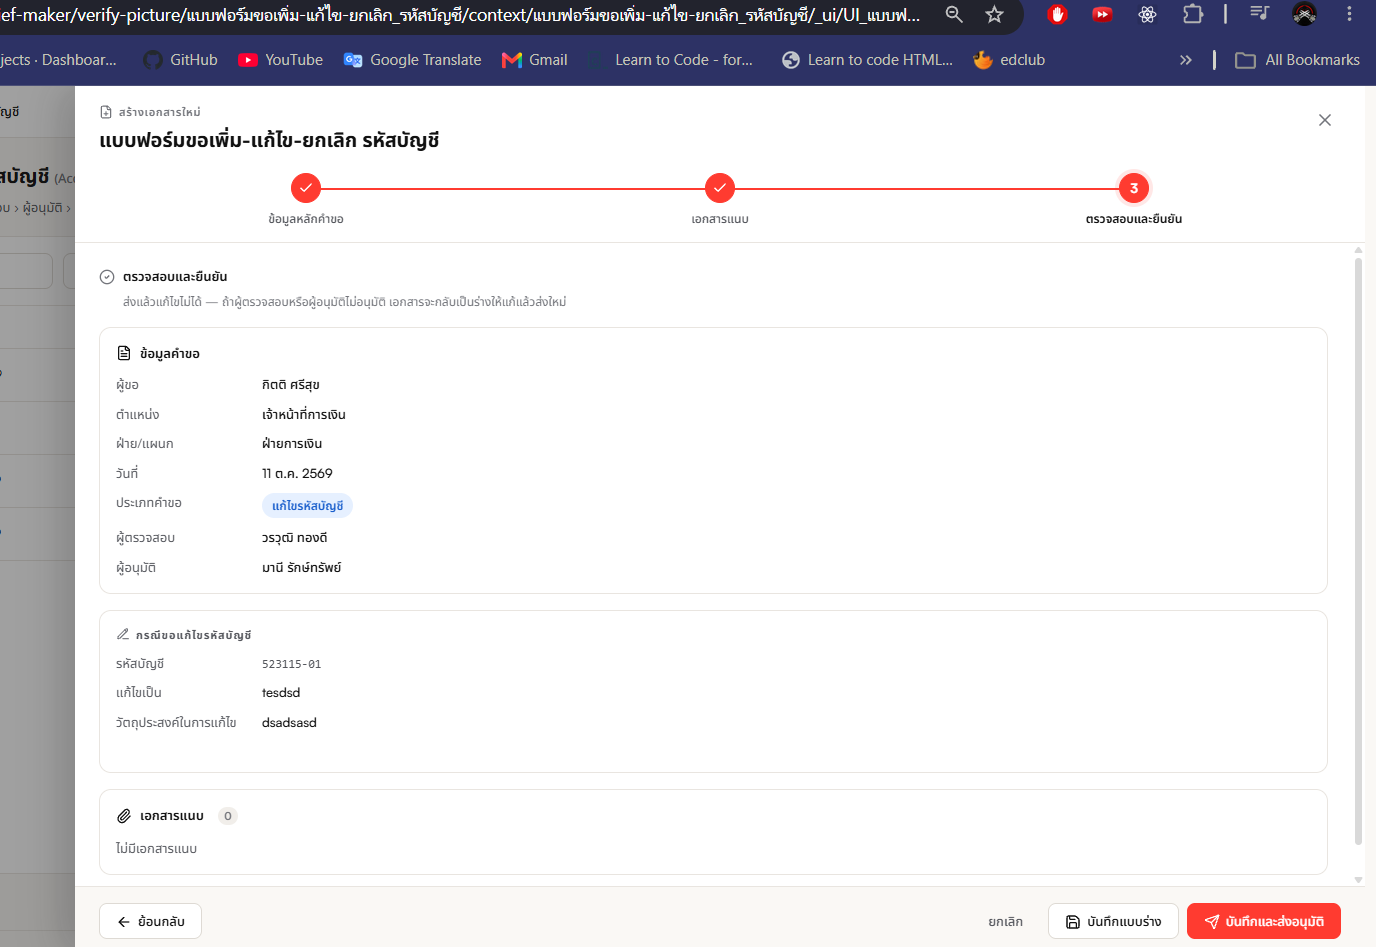 ief-maker/verify-picture/แบบฟอร์มขอเพิ่ม-แก้ไข-ยกเลิก_รหัสบัญชี/context/แบบฟอร์มขอเพิ่ม-แก้ไข-ยกเลิก_รหัสบัญชี/_ui/UI_แบบฟ...
jects · Dashboar... GitHub YouTube Google Translate Gmail Learn to Code - for... Learn to code HTML... edclub » All Bookmarks
สร้างเอกสารใหม่
แบบฟอร์มขอเพิ่ม-แก้ไข-ยกเลิก รหัสบัญชี
3
ข้อมูลหลักคำขอ เอกสารแนบ ตรวจสอบและยืนยัน
ตรวจสอบและยืนยัน
ส่งแล้วแก้ไขไม่ได้ — ถ้าผู้ตรวจสอบหรือผู้อนุมัติไม่อนุมัติ เอกสารจะกลับเป็นร่างให้แก้แล้วส่งใหม่
ข้อมูลคำขอ
ผู้ขอ กิตติ ศรีสุข
ตำแหน่ง เจ้าหน้าที่การเงิน
ฝ่าย/แผนก ฝ่ายการเงิน
วันที่ 11 ต.ค. 2569
ประเภทคำขอ แก้ไขรหัสบัญชี
ผู้ตรวจสอบ วรวุฒิ ทองดี
ผู้อนุมัติ มานี รักษ์ทรัพย์
กรณีขอแก้ไขรหัสบัญชี
รหัสบัญชี 523115-01
แก้ไขเป็น tesdsd
วัตถุประสงค์ในการแก้ไข dsadsasd
เอกสารแนบ 0
ไม่มีเอกสารแนบ
ย้อนกลับ ยกเลิก บันทึกแบบร่าง บันทึกและส่งอนุมัติ